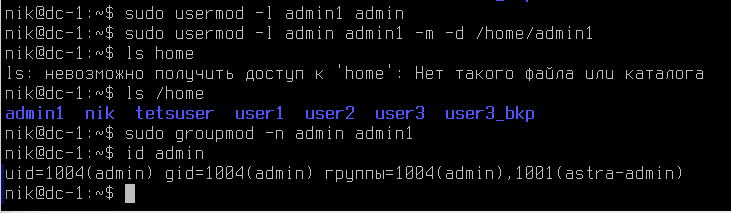 nik@dc-1:~$ sudo usermod -l admin1 admin
nik@dc-1:~$ sudo usermod -l admin admin1 -m -d /home/admin1
nik@dc-1:~$ ls home
ls: невозможно получить доступ к 'home': Нет такого файла или каталога
nik@dc-1:~$ ls /home
admin1 nik tetsuser user1 user2 user3 user3_bkp
nik@dc-1:~$ sudo groupmod -n admin admin1
nik@dc-1:~$ id admin
uid=1004(admin) gid=1004(admin) группы=1004(admin),1001(astra-admin)
nik@dc-1:~$